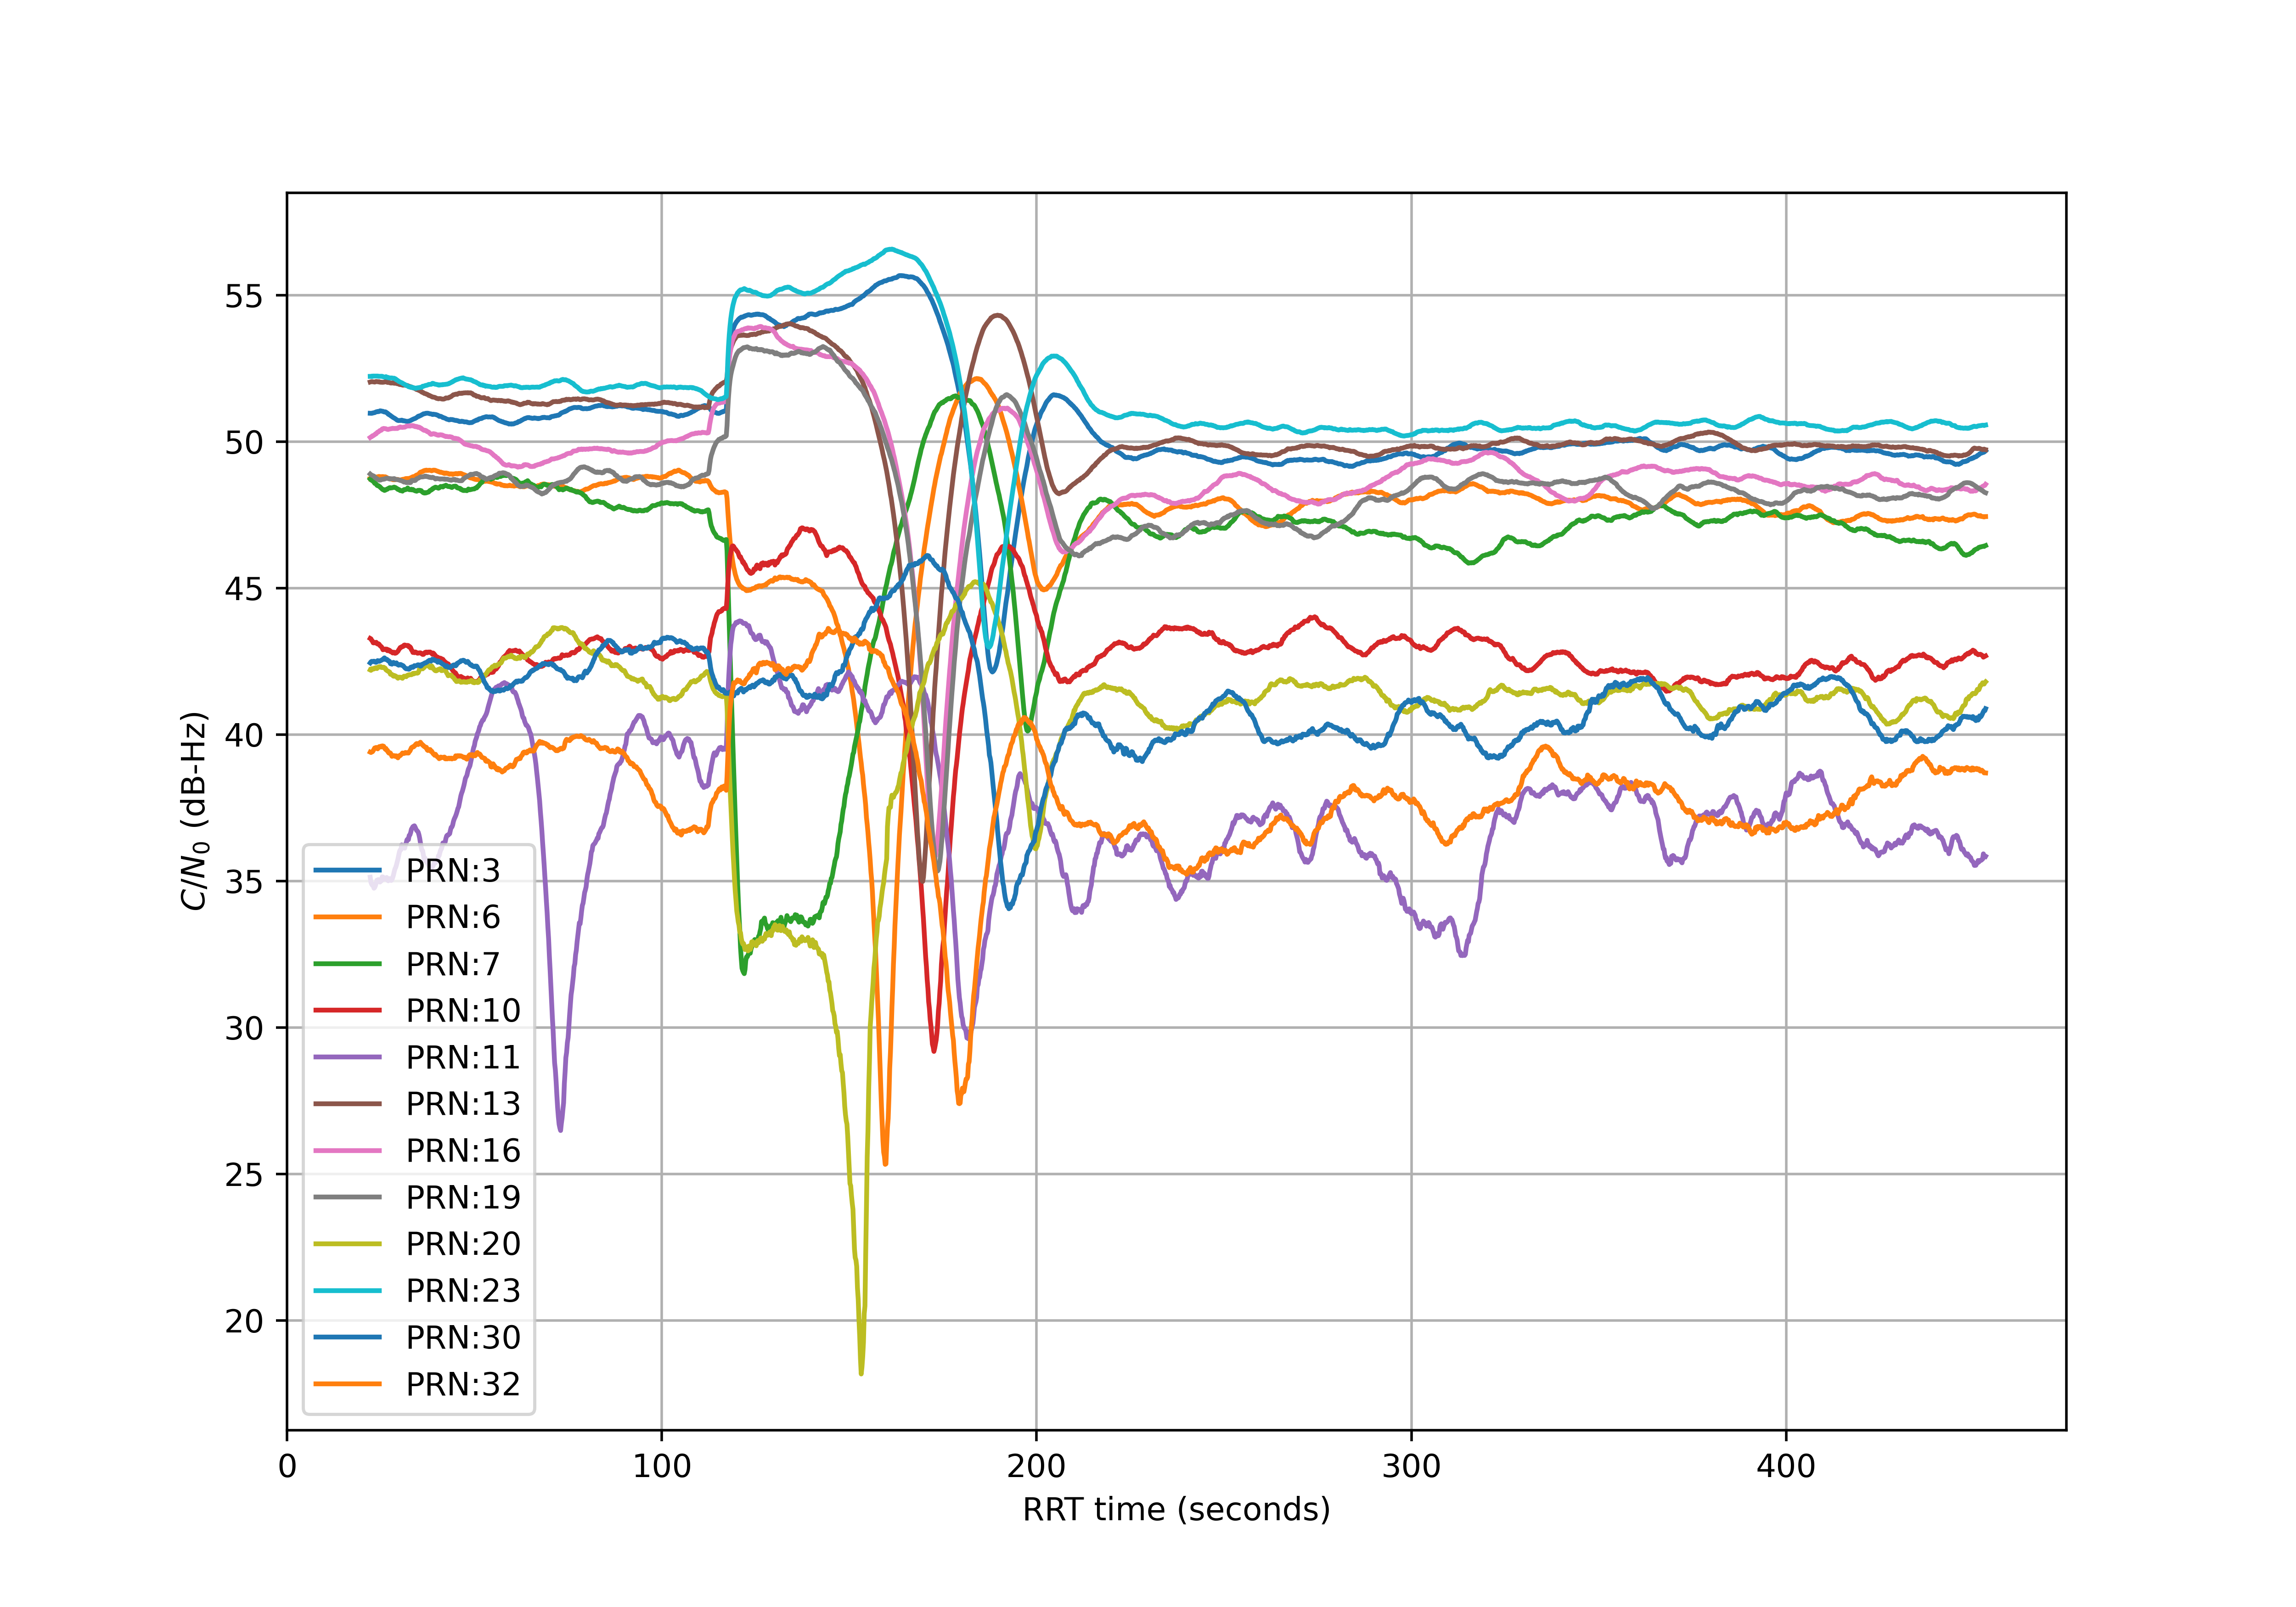 55
50
45
40
35
30
25
20
C/N0 (dB-Hz)
PRN:3
PRN:6
PRN:7
PRN:10
PRN:11
PRN:13
PRN:16
PRN:19
PRN:20
PRN:23
PRN:30
PRN:32
0 100 200 300 400
RRT time (seconds)